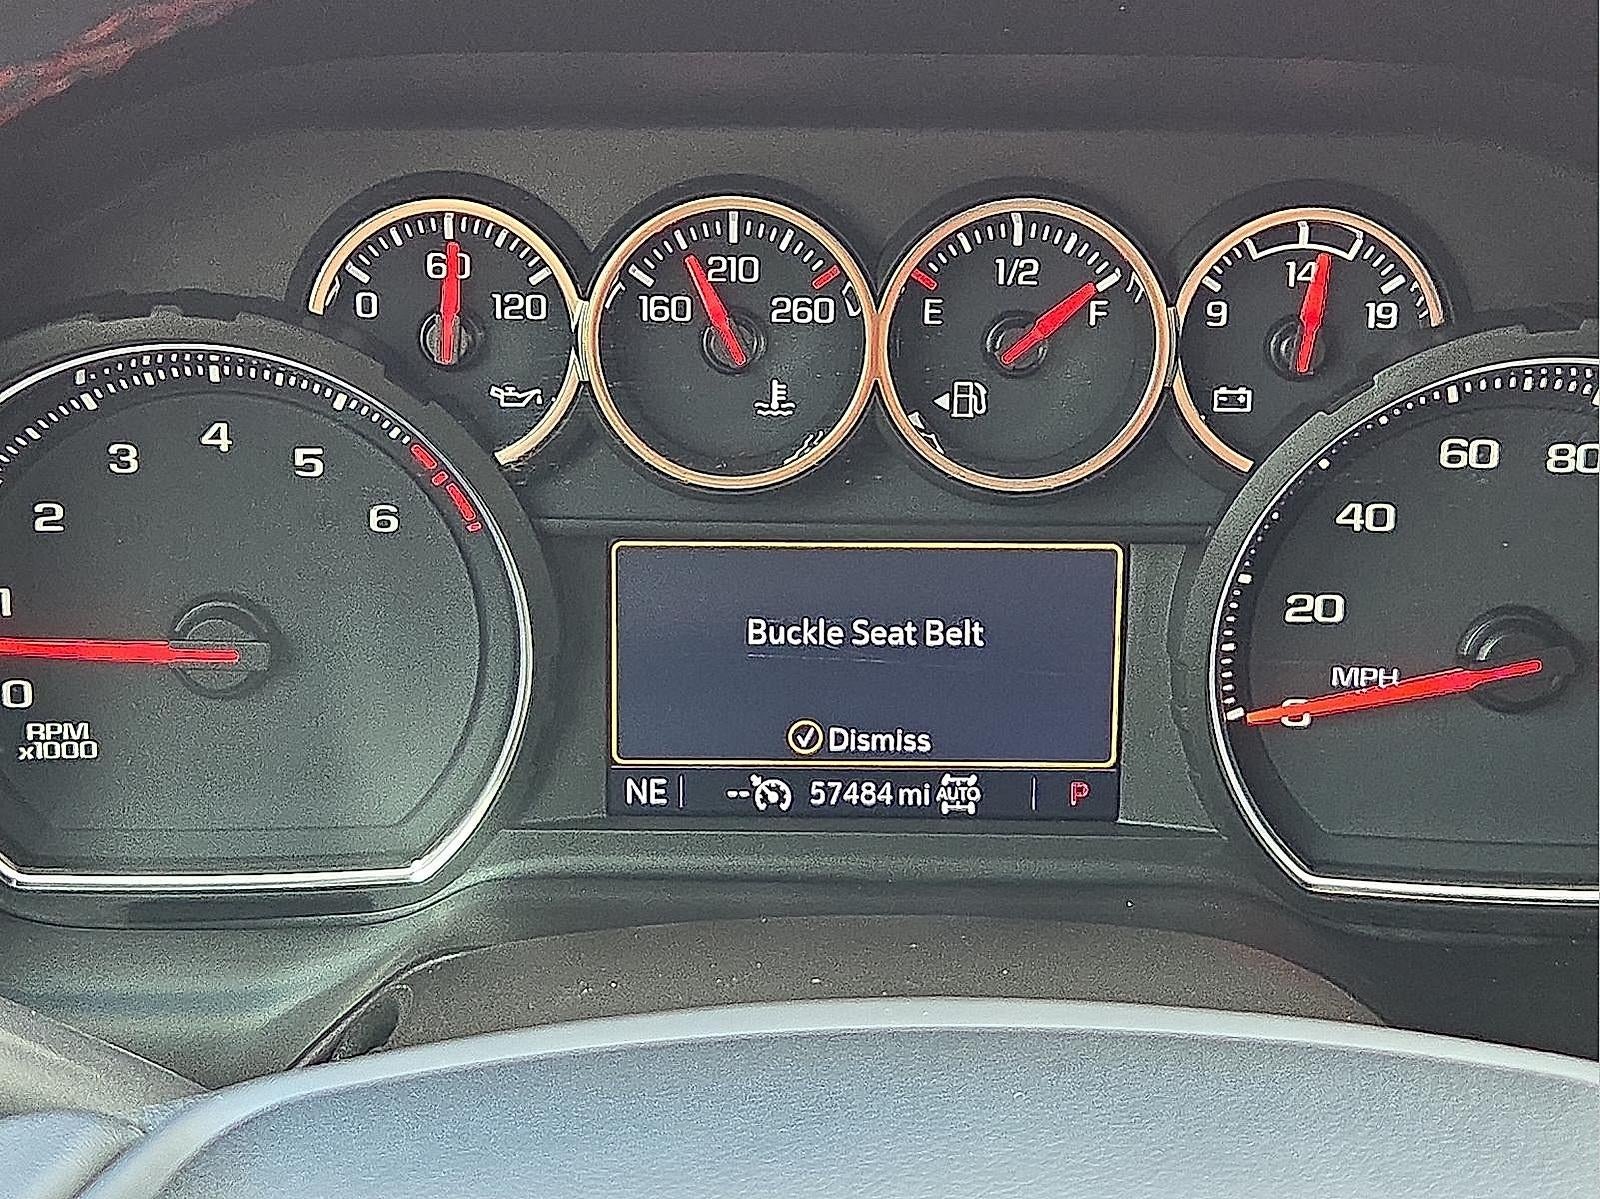 0 60 120
160 210 260
E 1/2 F
9 14 19
1 2 3 4 5 6
0
RPM
x1000
Buckle Seat Belt
Dismiss
NE 57484 mi AUTO P
0 20 40 60 80
MPH